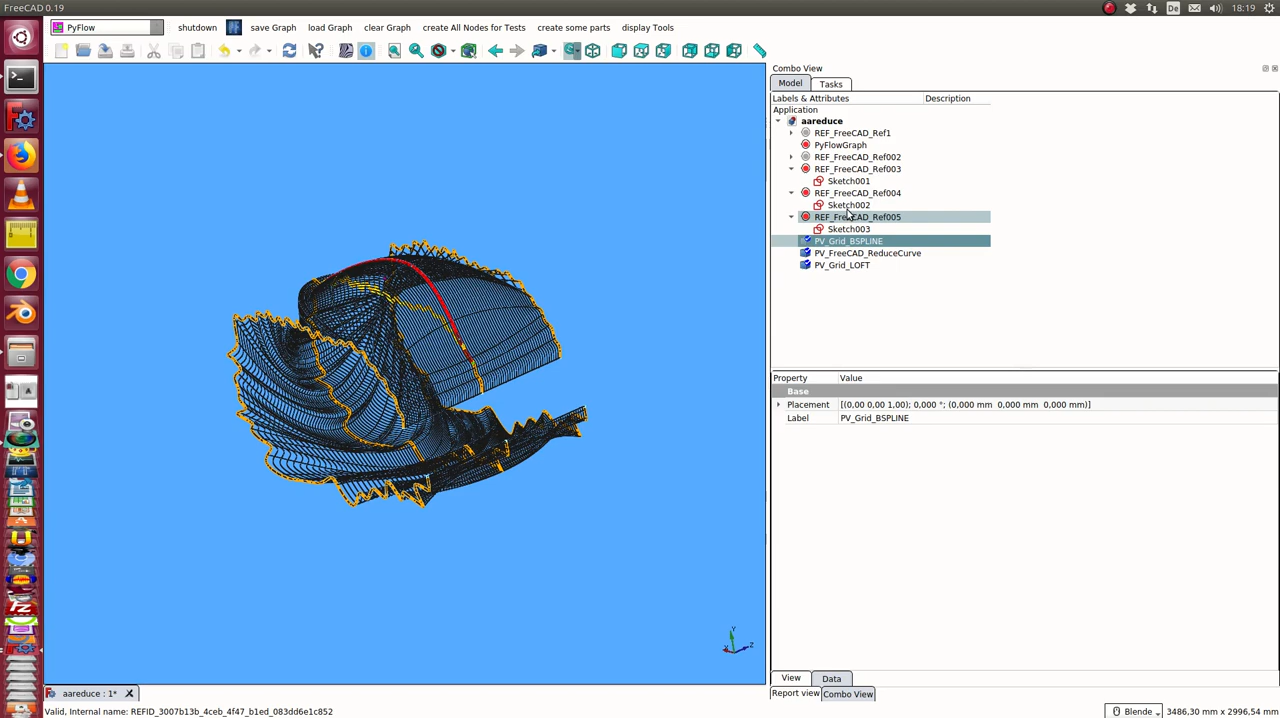 FreeCAD 0.19
De
18:19
PyFlow
shutdown
save Graph
load Graph
clear Graph
create All Nodes for Tests
create some parts
display Tools
Combo View
Model
Tasks
Labels & Attributes
Description
Application
aareduce
REF_FreeCAD_Ref1
PyFlowGraph
REF_FreeCAD_Ref002
REF_FreeCAD_Ref003
Sketch001
REF_FreeCAD_Ref004
Sketch002
REF_FreeCAD_Ref005
Sketch003
PV_Grid_BSPLINE
PV_FreeCAD_ReduceCurve
PV_Grid_LOFT
Property
Value
Base
Placement
[(0,00 0,00 1,00); 0,000 °; (0,000 mm 0,000 mm 0,000 mm)]
Label
PV_Grid_BSPLINE
Y
Z
View
Data
aareduce : 1*
Report view
Combo View
Valid, Internal name: REFID_3007b13b_4ceb_4f47_b1ed_083dd6e1c852
Blende
3486,30 mm x 2996,54 mm